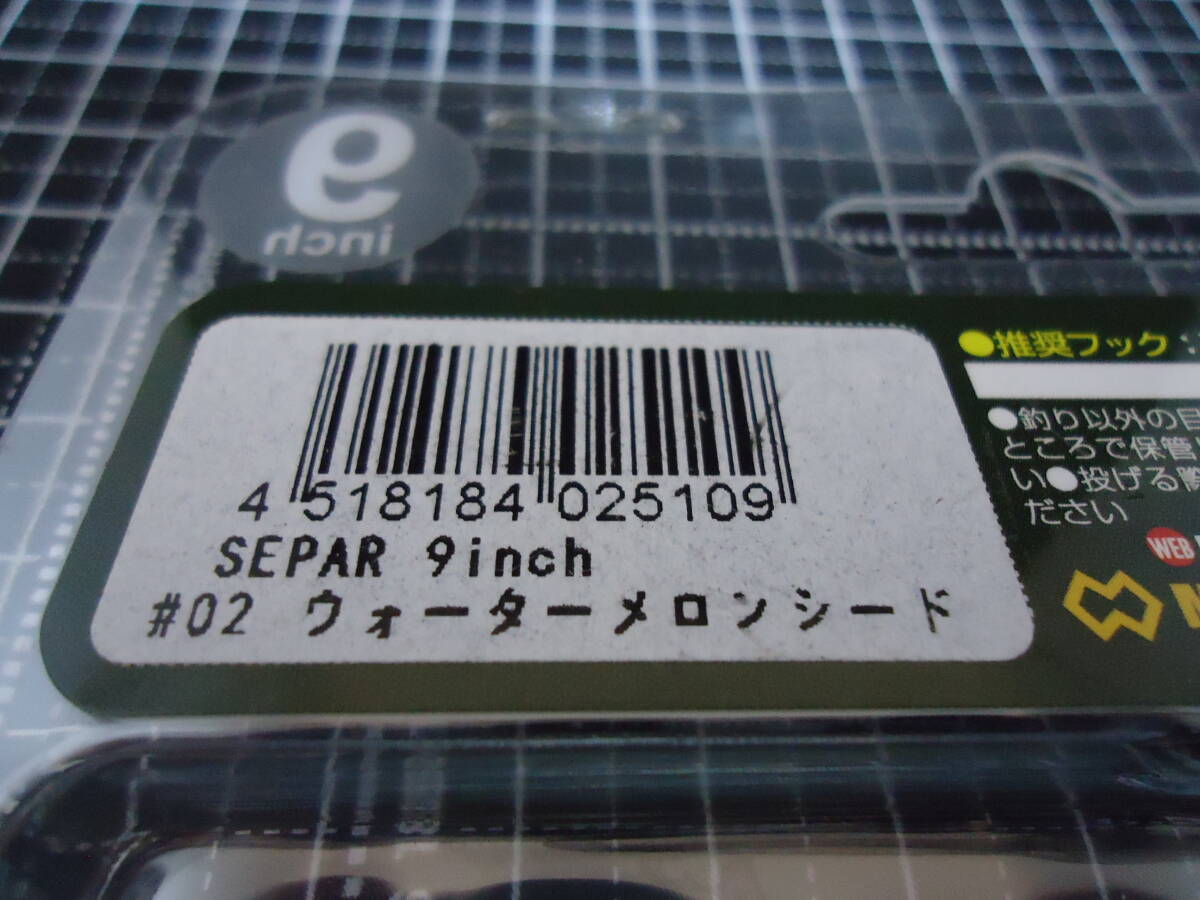 9
inch
4 518184 025109
SEPAR 9inch
#02 ウォーターメロンシード
●推奨フック
●釣り以外の目
ところで保管
い●投げる際
ださい
WEB